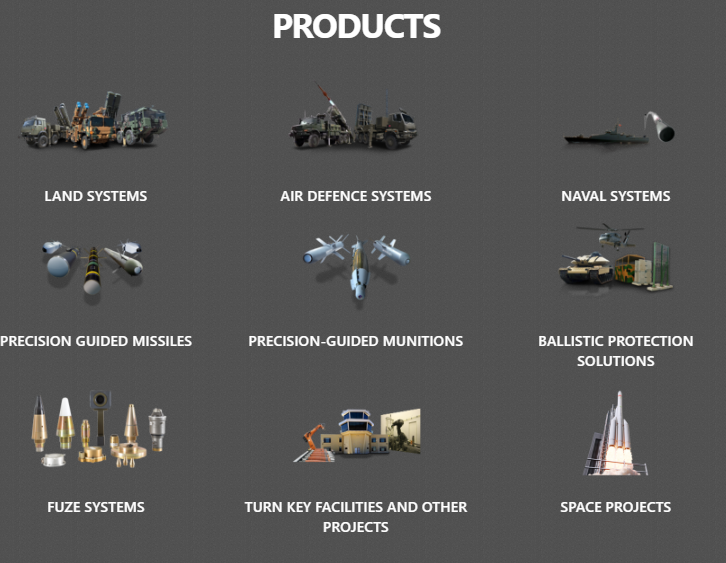 PRODUCTS
LAND SYSTEMS
AIR DEFENCE SYSTEMS
NAVAL SYSTEMS
PRECISION GUIDED MISSILES
PRECISION-GUIDED MUNITIONS
BALLISTIC PROTECTION
SOLUTIONS
FUZE SYSTEMS
TURN KEY FACILITIES AND OTHER
PROJECTS
SPACE PROJECTS